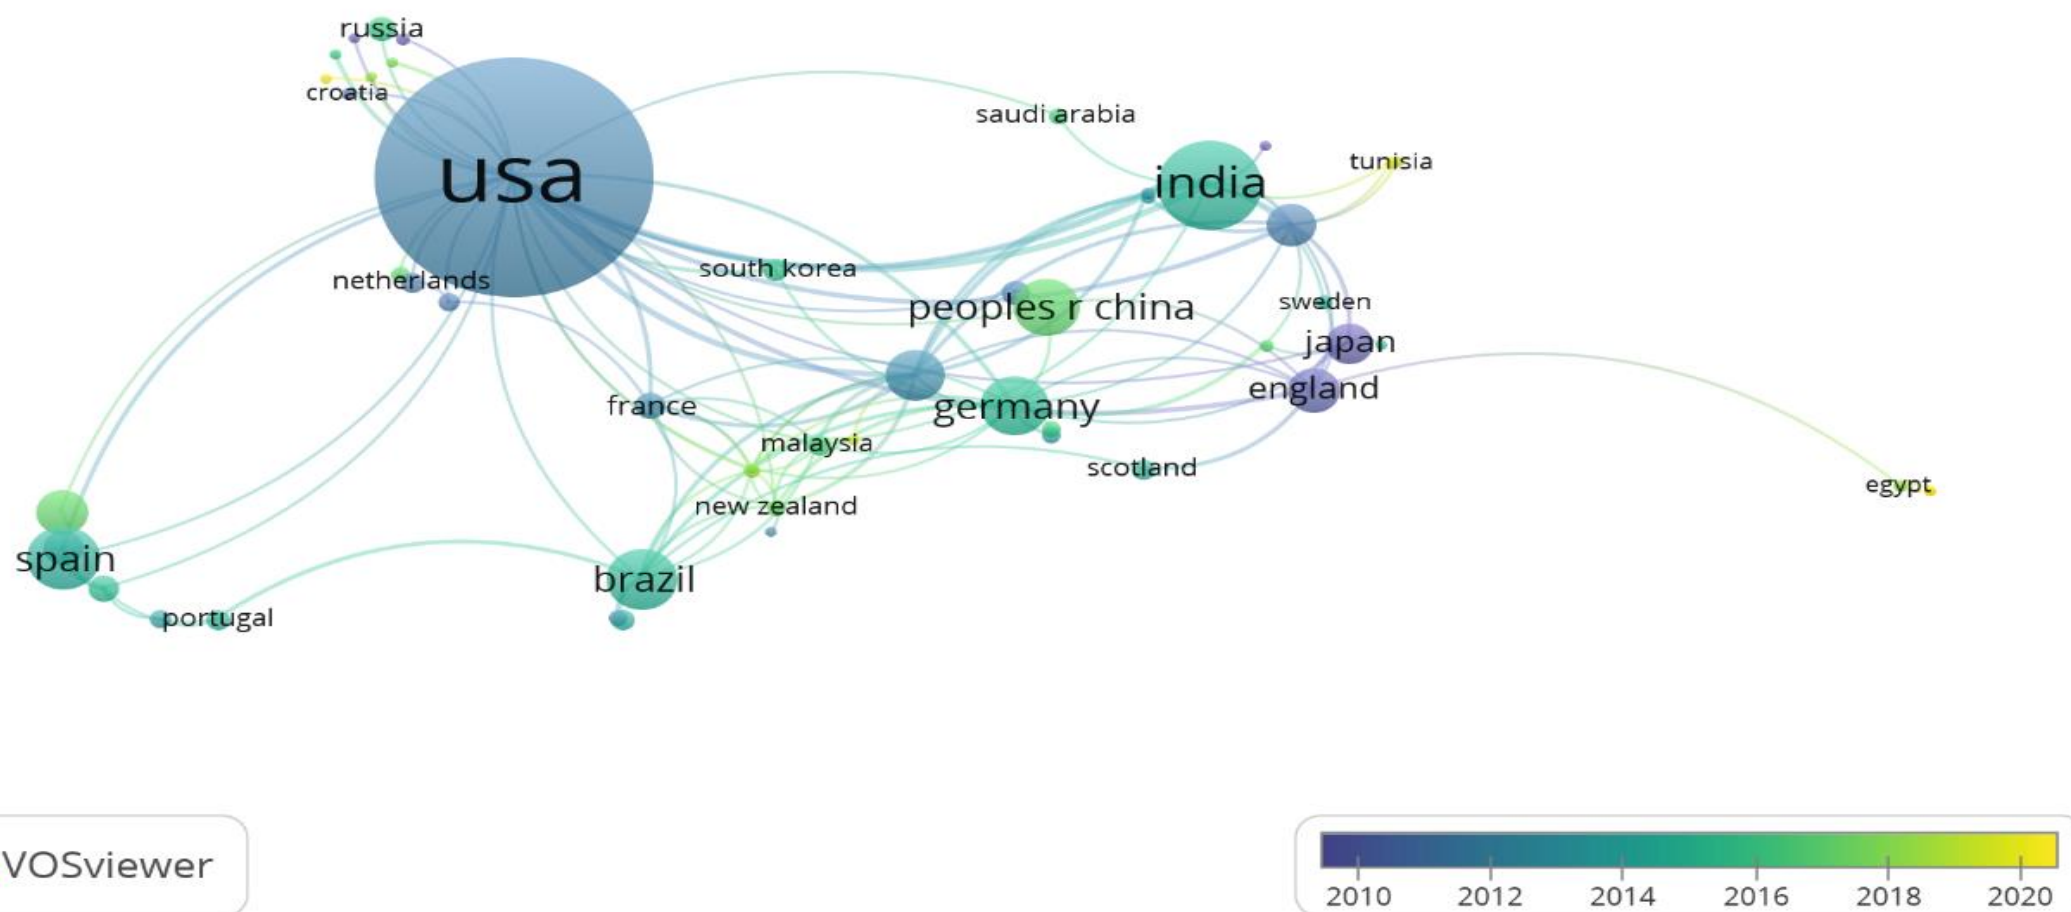 russia
croatia
usa
saudi arabia
india
tunisia
netherlands
south korea
peoples r china
sweden
japan
england
france
germany
malaysia
scotland
new zealand
egypt
spain
brazil
portugal
VOSviewer
2010 2012 2014 2016 2018 2020